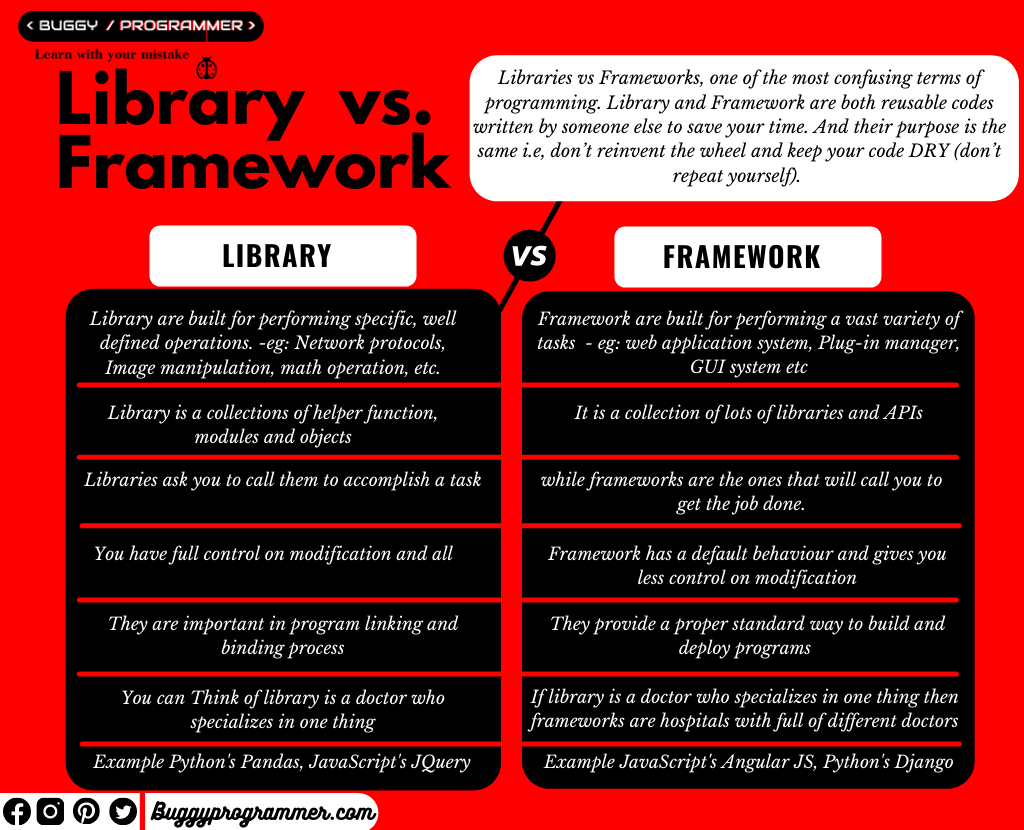 < BUGGY / PROGRAMMER >
Learn with your mistake
Library vs.
Framework
Libraries vs Frameworks, one of the most confusing terms of
programming. Library and Framework are both reusable codes
written by someone else to save your time. And their purpose is the
same i.e, don't reinvent the wheel and keep your code DRY (don't
repeat yourself).
LIBRARY
VS
FRAMEWORK
Library are built for performing specific, well
defined operations. -eg: Network protocols,
Image manipulation, math operation, etc.
Framework are built for performing a vast variety of
tasks - eg: web application system, Plug-in manager,
GUI system etc
Library is a collections of helper function,
modules and objects
It is a collection of lots of libraries and APIs
Libraries ask you to call them to accomplish a task
while frameworks are the ones that will call you to
get the job done.
You have full control on modification and all
Framework has a default behaviour and gives you
less control on modification
They are important in program linking and
binding process
They provide a proper standard way to build and
deploy programs
You can Think of library is a doctor who
specializes in one thing
If library is a doctor who specializes in one thing then
frameworks are hospitals with full of different doctors
Example Python's Pandas, JavaScript's JQuery
Example JavaScript's Angular JS, Python's Django
Buggyprogrammer.com